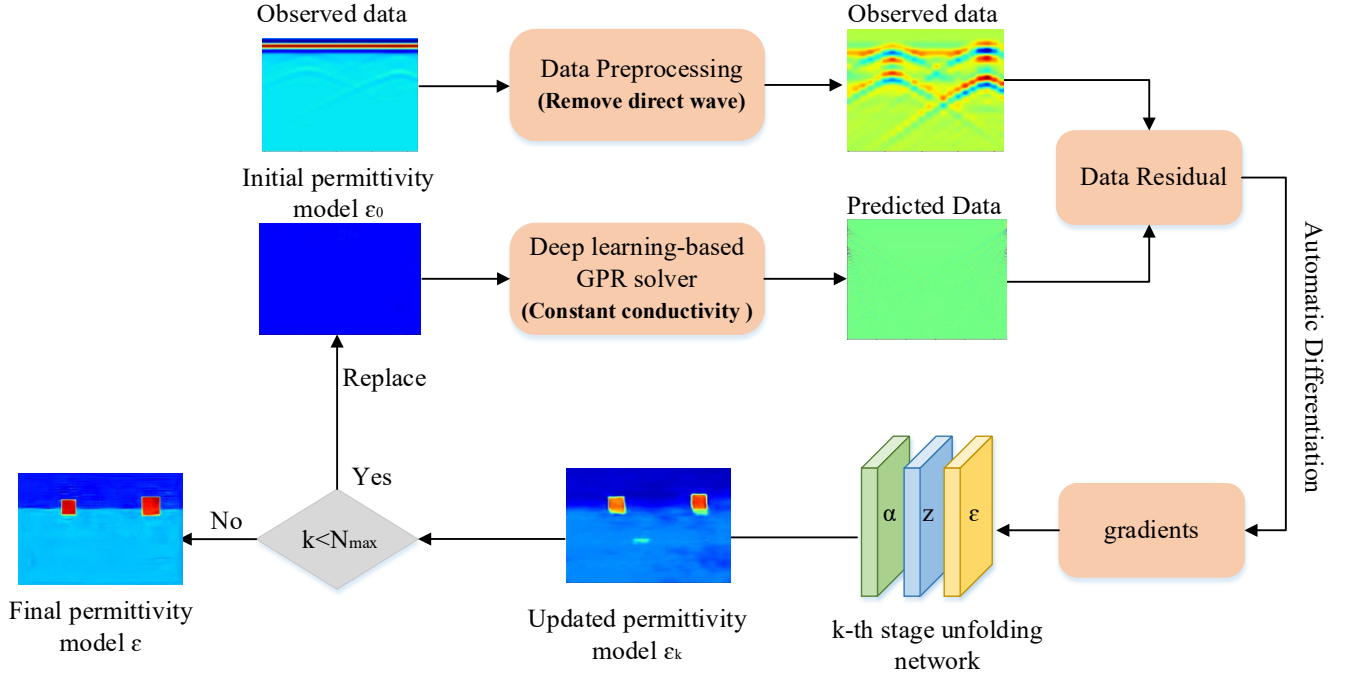 Observed data
Data Preprocessing
(Remove direct wave)
Observed data
Initial permittivity
model ε₀
Deep learning-based
GPR solver
(Constant conductivity )
Predicted Data
Data Residual
Automatic Differentiation
Replace
Yes
No
k<Nmax
α
z
ε
gradients
Final permittivity
model ε
Updated permittivity
model εk
k-th stage unfolding
network